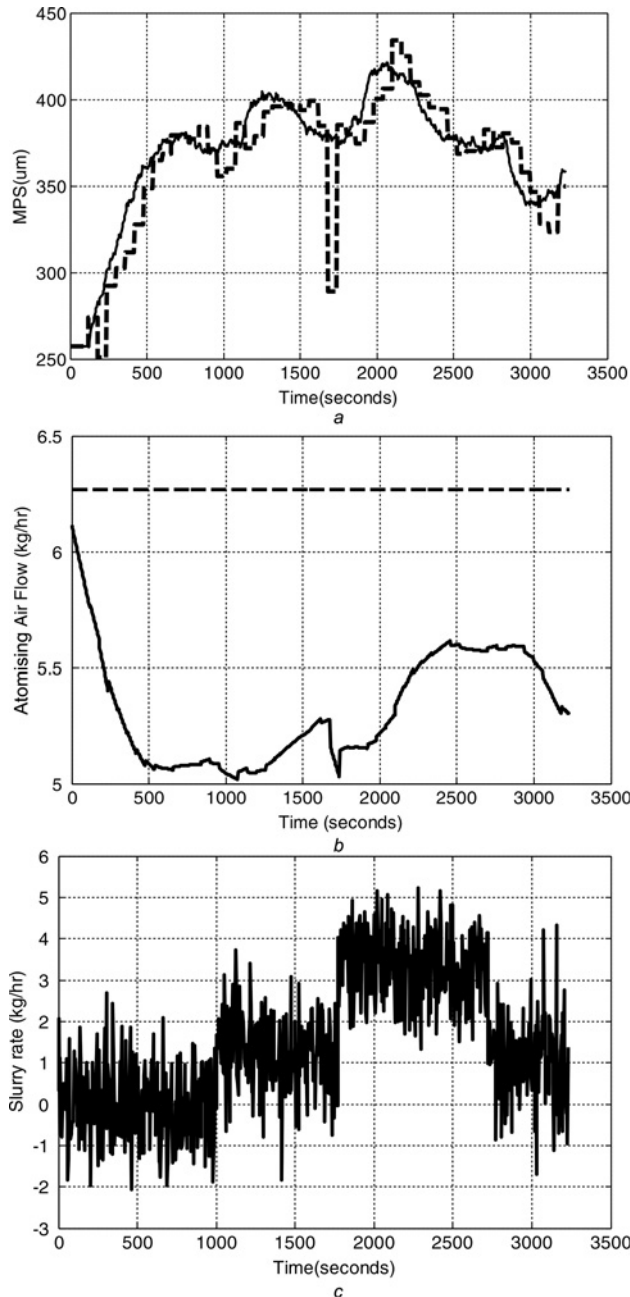 450
400
350
300
250
MPS(um)
0 500 1000 1500 2000 2500 3000 3500
Time(seconds)
a
6.5
6
5.5
5
Atomising Air Flow (kg/hr)
0 500 1000 1500 2000 2500 3000 3500
Time (seconds)
b
6
5
4
3
2
1
0
-1
-2
-3
Slurry rate (kg/hr)
0 500 1000 1500 2000 2500 3000 3500
Time(seconds)
c